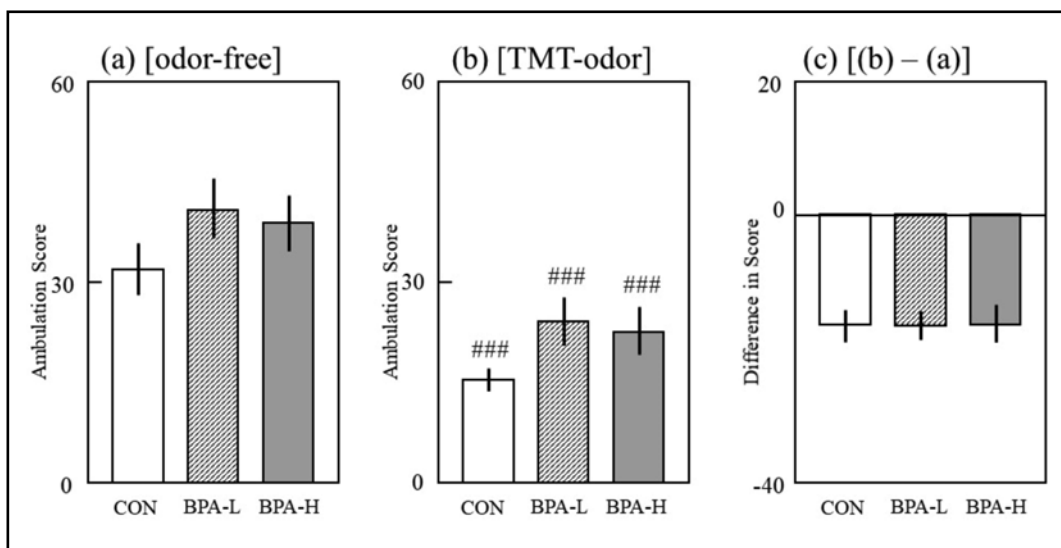 (a) [odor-free]
60
30
0
Ambulation Score
CON BPA-L BPA-H
(b) [TMT-odor]
60
30
0
Ambulation Score
###
###
###
CON BPA-L BPA-H
(c) [(b) – (a)]
20
0
-40
Difference in Score
CON BPA-L BPA-H